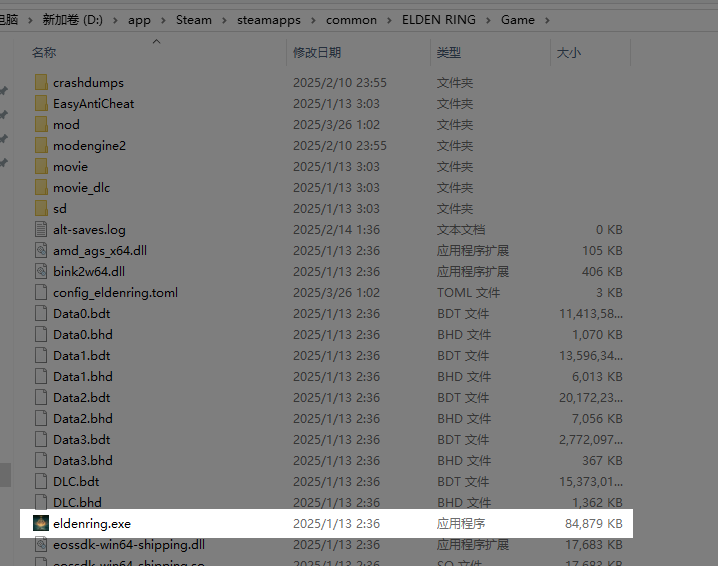 电脑 › 新加卷 (D:) › app › Steam › steamapps › common › ELDEN RING › Game ›
名称 修改日期 类型 大小
crashdumps 2025/2/10 23:55 文件夹
EasyAntiCheat 2025/1/13 3:03 文件夹
mod 2025/3/26 1:02 文件夹
modengine2 2025/2/10 23:55 文件夹
movie 2025/1/13 3:03 文件夹
movie_dlc 2025/1/13 3:03 文件夹
sd 2025/1/13 3:03 文件夹
alt-saves.log 2025/2/14 1:36 文本文档 0 KB
amd_ags_x64.dll 2025/1/13 2:36 应用程序扩展 105 KB
bink2w64.dll 2025/1/13 2:36 应用程序扩展 406 KB
config_eldenring.toml 2025/3/26 1:02 TOML 文件 3 KB
Data0.bdt 2025/1/13 2:36 BDT 文件 11,413,58...
Data0.bhd 2025/1/13 2:36 BHD 文件 1,070 KB
Data1.bdt 2025/1/13 2:36 BDT 文件 13,596,34...
Data1.bhd 2025/1/13 2:36 BHD 文件 6,013 KB
Data2.bdt 2025/1/13 2:36 BDT 文件 20,172,23...
Data2.bhd 2025/1/13 2:36 BHD 文件 7,056 KB
Data3.bdt 2025/1/13 2:36 BDT 文件 2,772,097...
Data3.bhd 2025/1/13 2:36 BHD 文件 367 KB
DLC.bdt 2025/1/13 2:36 BDT 文件 15,373,01...
DLC.bhd 2025/1/13 2:36 BHD 文件 1,362 KB
eldenring.exe 2025/1/13 2:36 应用程序 84,879 KB
eossdk-win64-shipping.dll 2025/1/13 2:36 应用程序扩展 17,683 KB
eossdk-win64-shipping.so 2025/1/13 2:36 SO 文件 17,683 KB